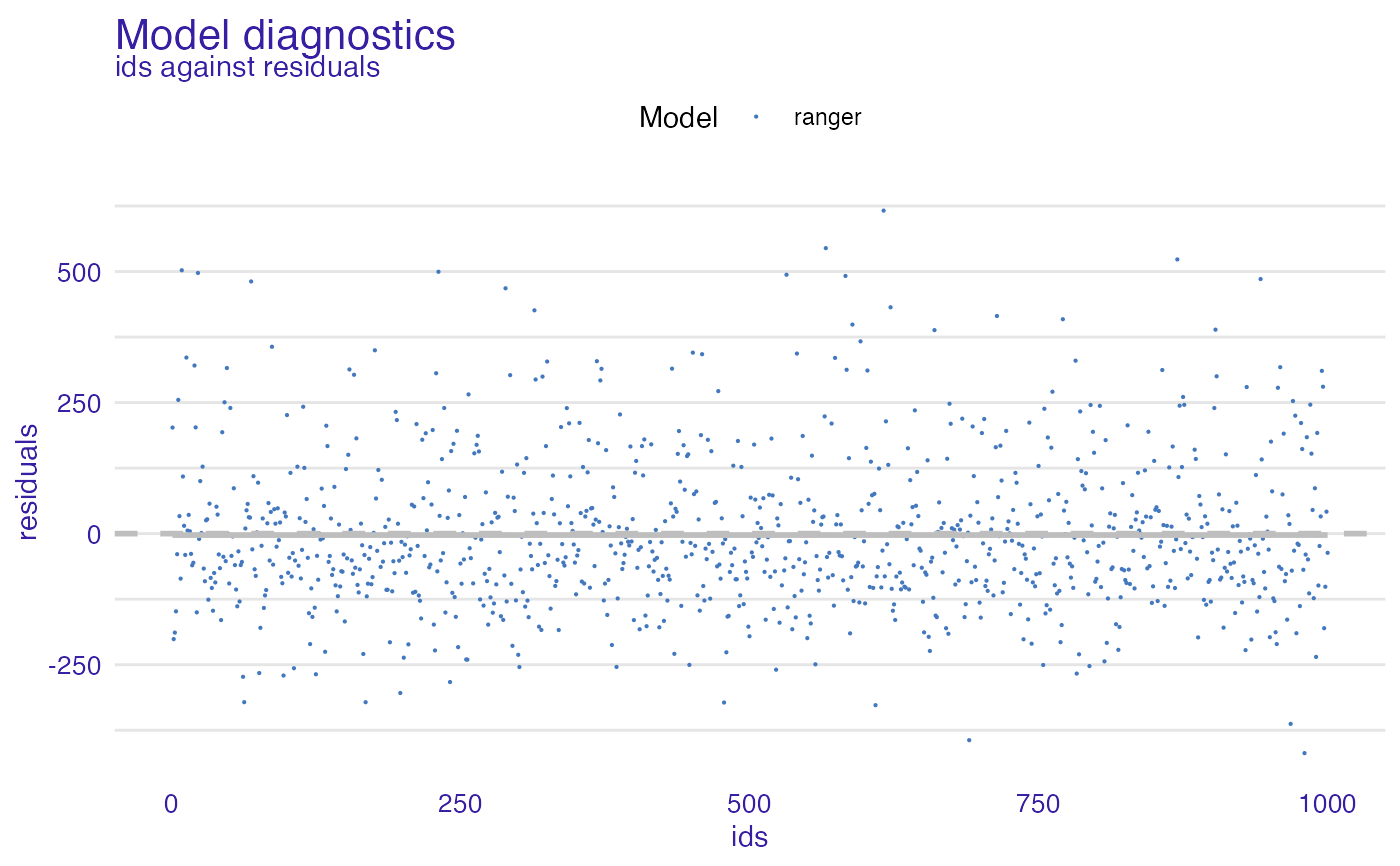 Model diagnostics
ids against residuals
Model ranger
500
250
0
-250
residuals
0 250 500 750 1000
ids